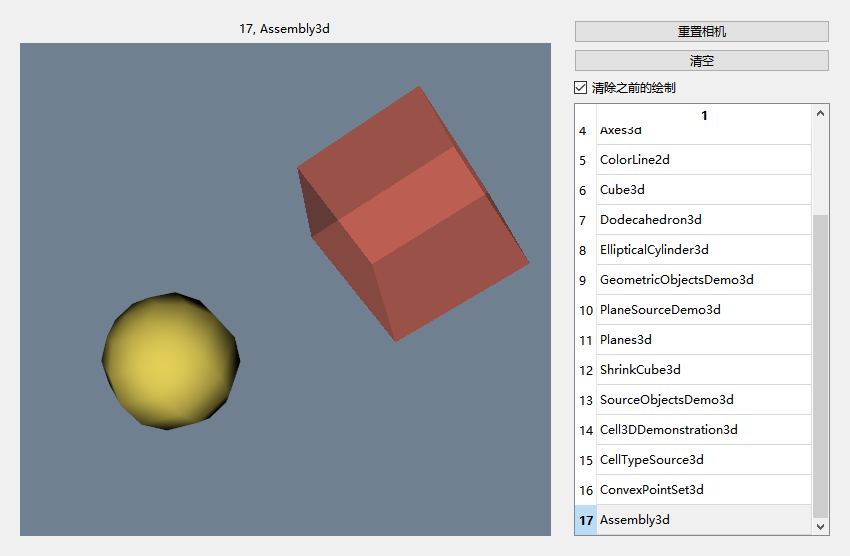 17, Assembly3d
重置相机
清空
清除之前的绘制
1
4 Axes3d
5 ColorLine2d
6 Cube3d
7 Dodecahedron3d
8 EllipticalCylinder3d
9 GeometricObjectsDemo3d
10 PlaneSourceDemo3d
11 Planes3d
12 ShrinkCube3d
13 SourceObjectsDemo3d
14 Cell3DDemonstration3d
15 CellTypeSource3d
16 ConvexPointSet3d
17 Assembly3d